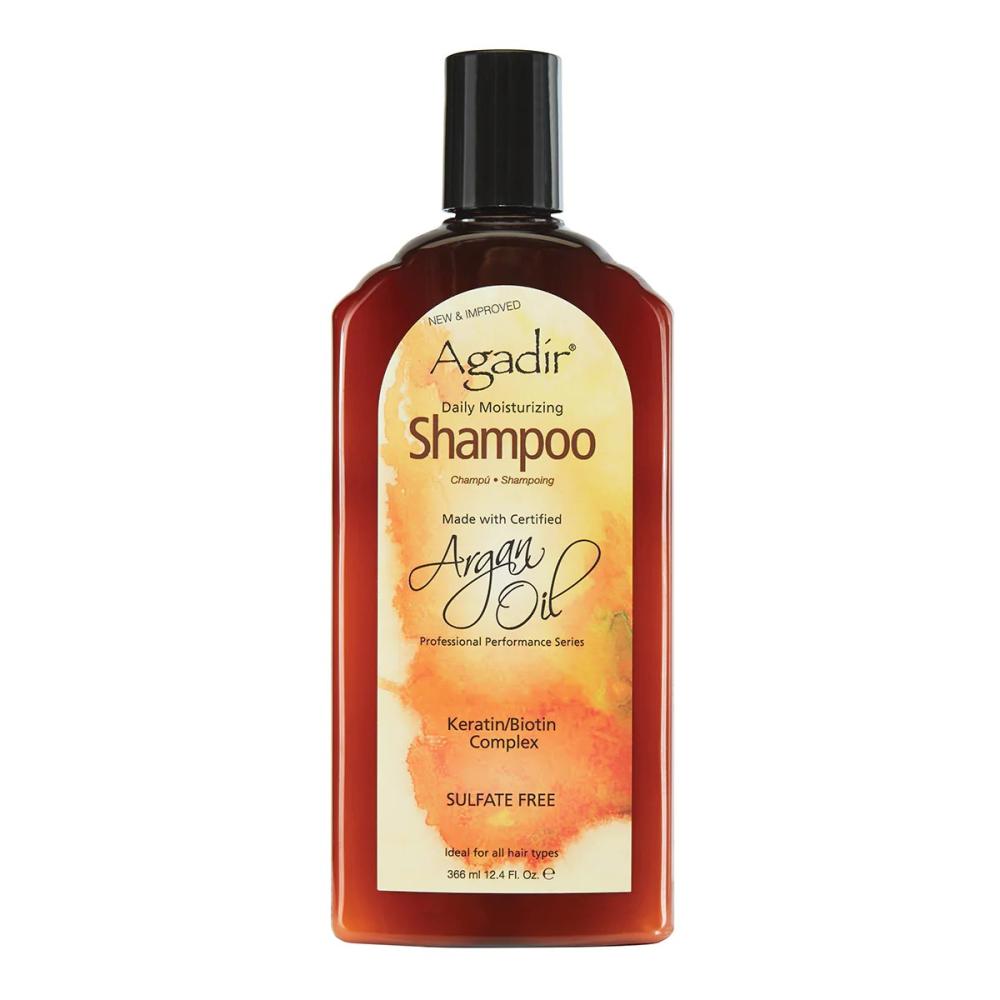 NEW & IMPROVED
Agadir®
Daily Moisturizing
Shampoo
Champú • Shampoing
Made with Certified
Argan
Oil
Professional Performance Series
Keratin/Biotin
Complex
SULFATE FREE
Ideal for all hair types
366 ml 12.4 Fl. Oz. ℮